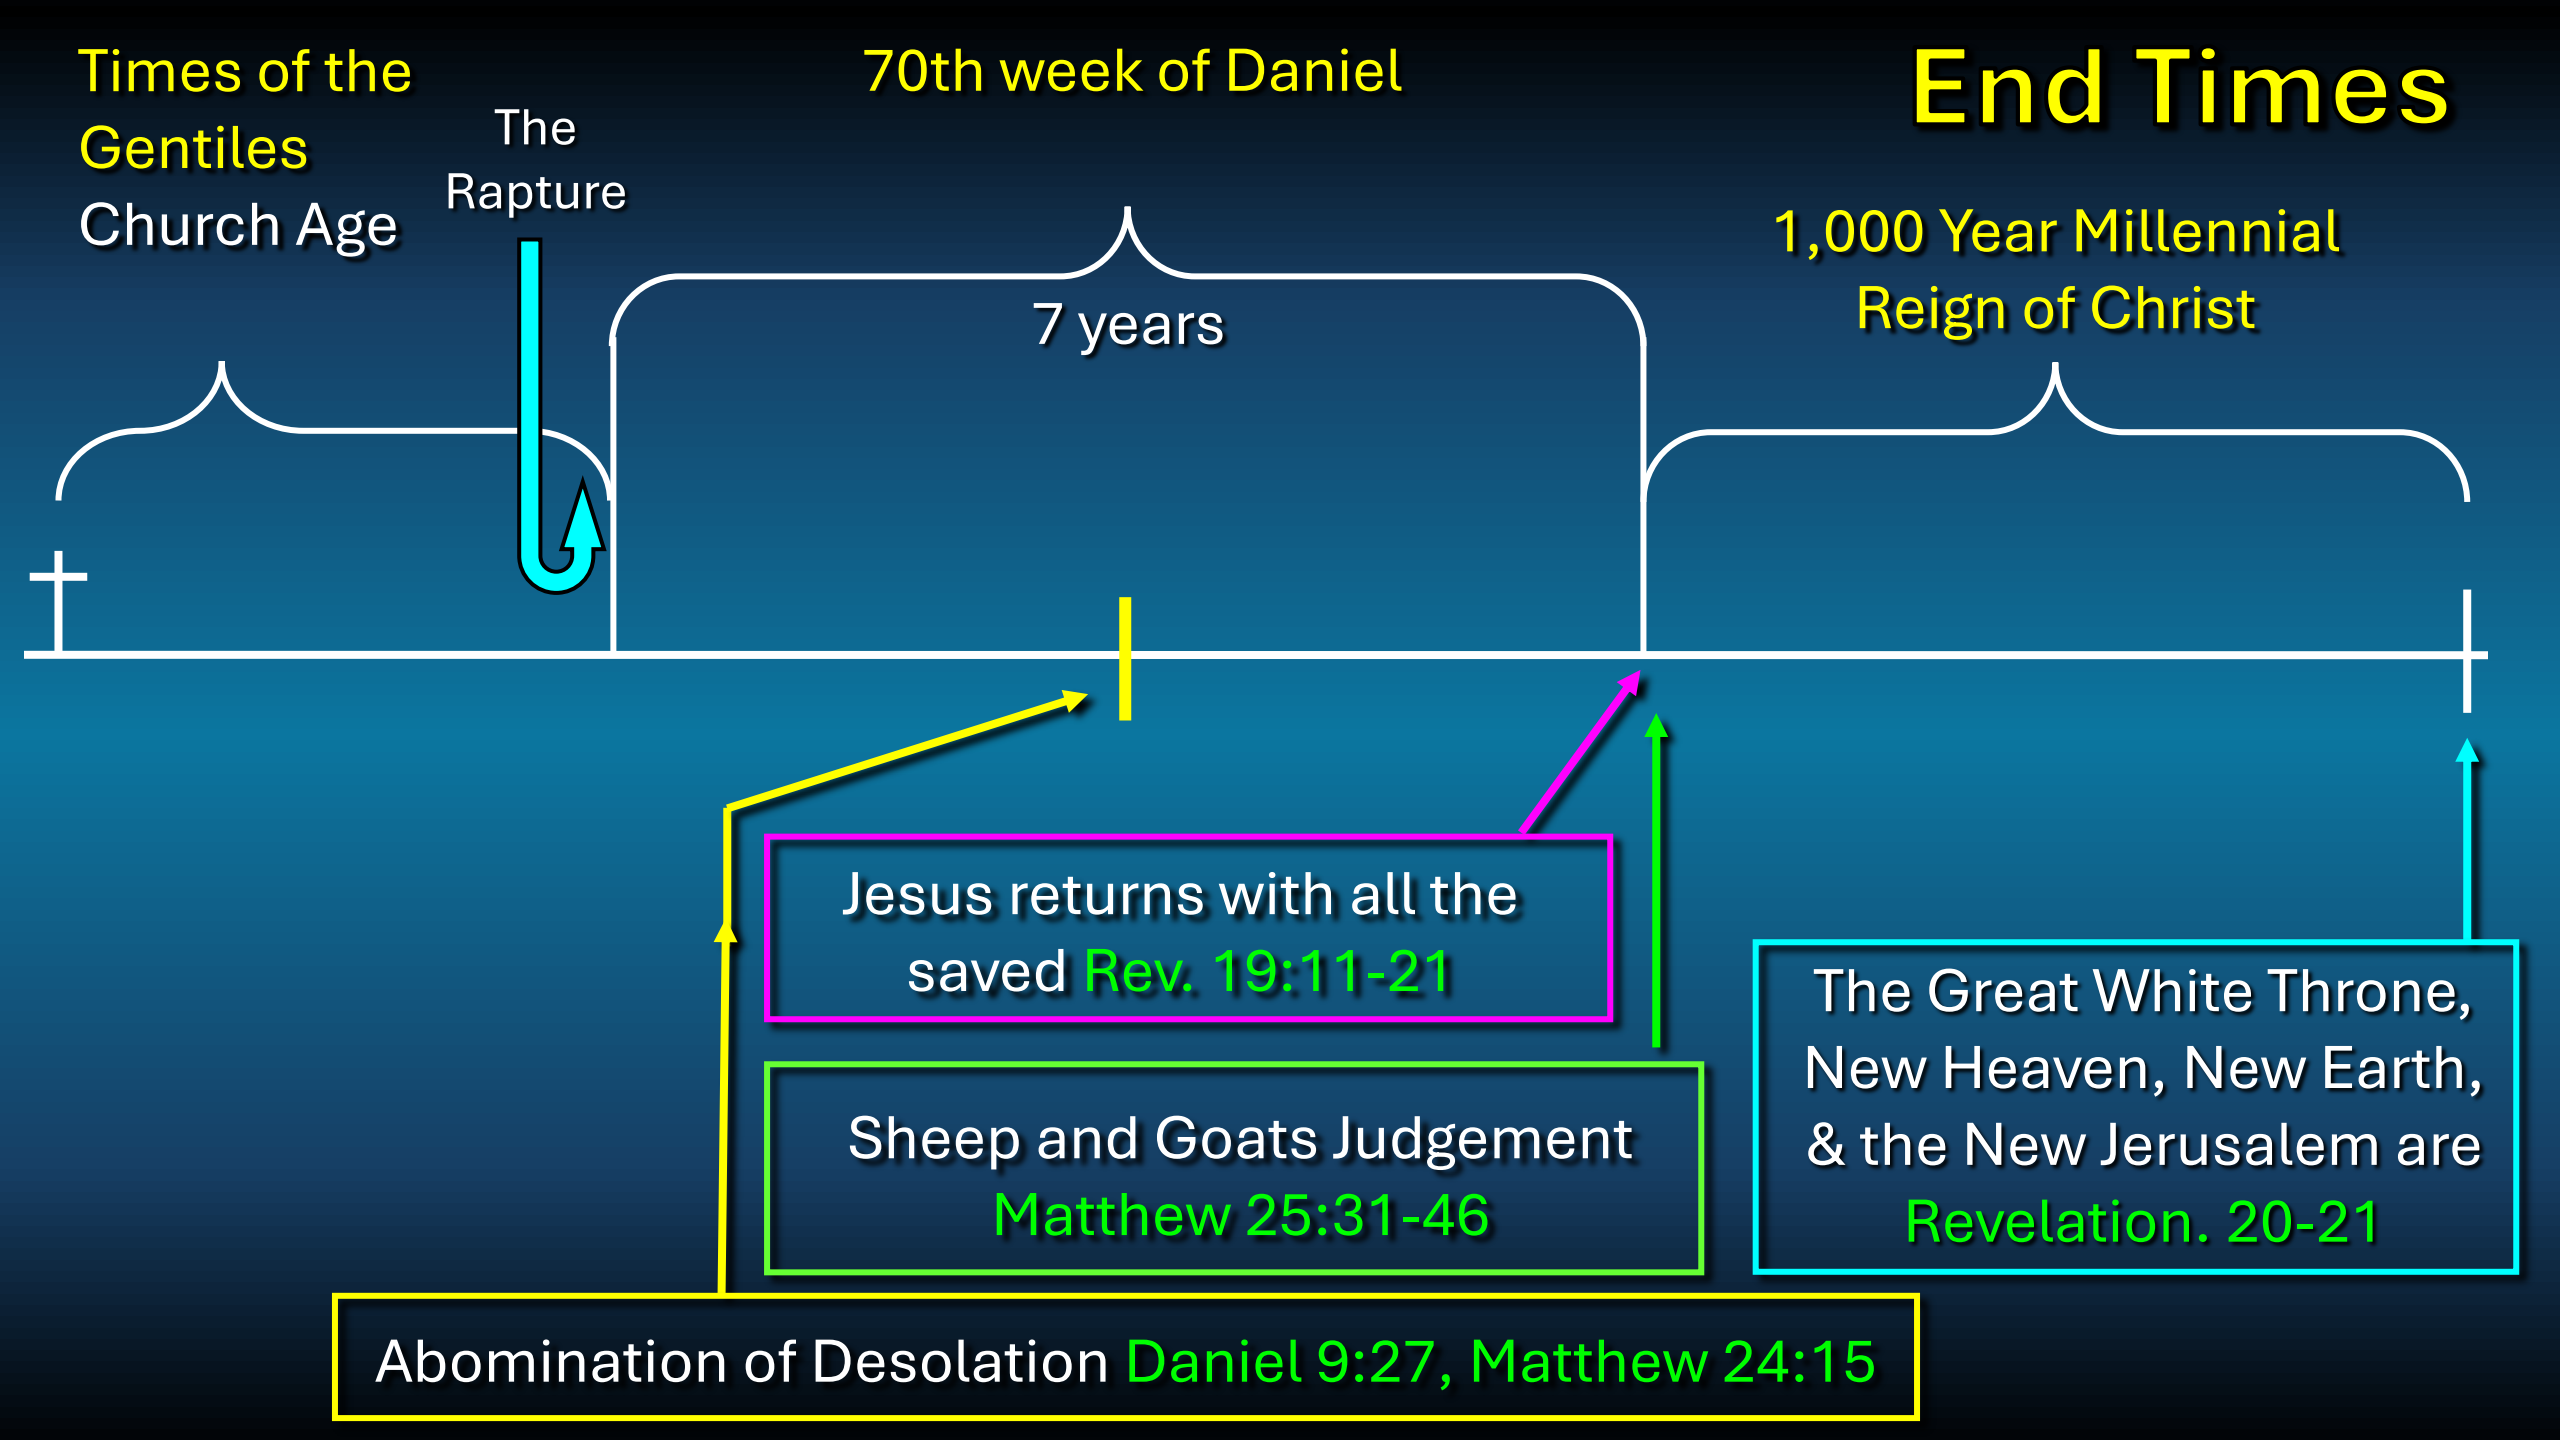 Times of the
Gentiles
Church Age
The
Rapture
70th week of Daniel
7 years
End Times
1,000 Year Millennial
Reign of Christ
Jesus returns with all the
saved Rev. 19:11-21
Sheep and Goats Judgement
Matthew 25:31-46
The Great White Throne,
New Heaven, New Earth,
& the New Jerusalem are
Revelation. 20-21
Abomination of Desolation Daniel 9:27, Matthew 24:15